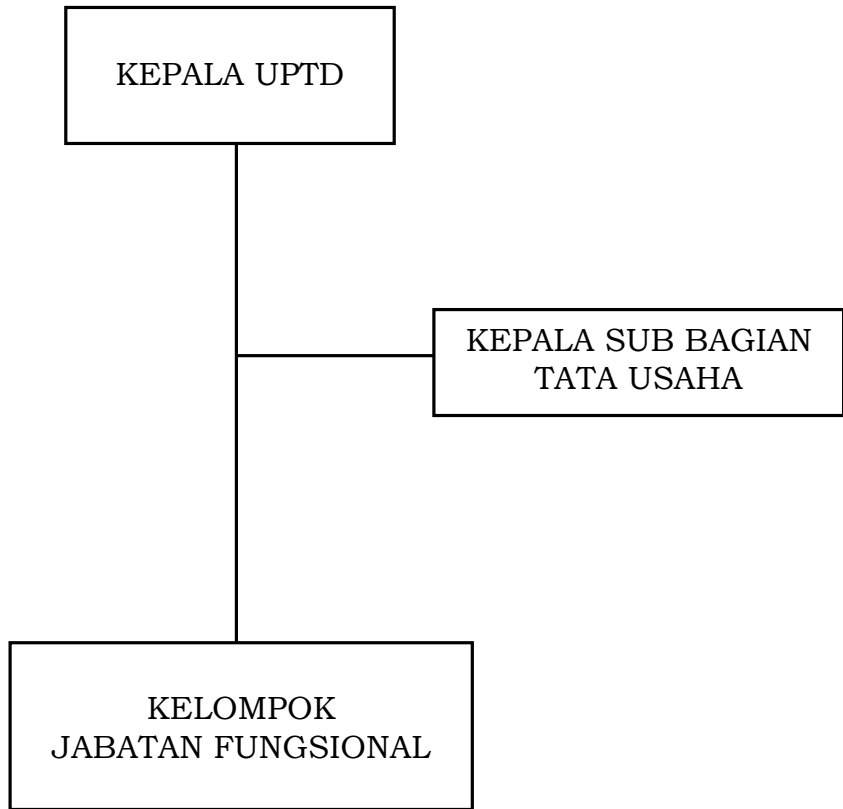 KEPALA UPTD
KEPALA SUB BAGIAN
TATA USAHA
KELOMPOK
JABATAN FUNGSIONAL